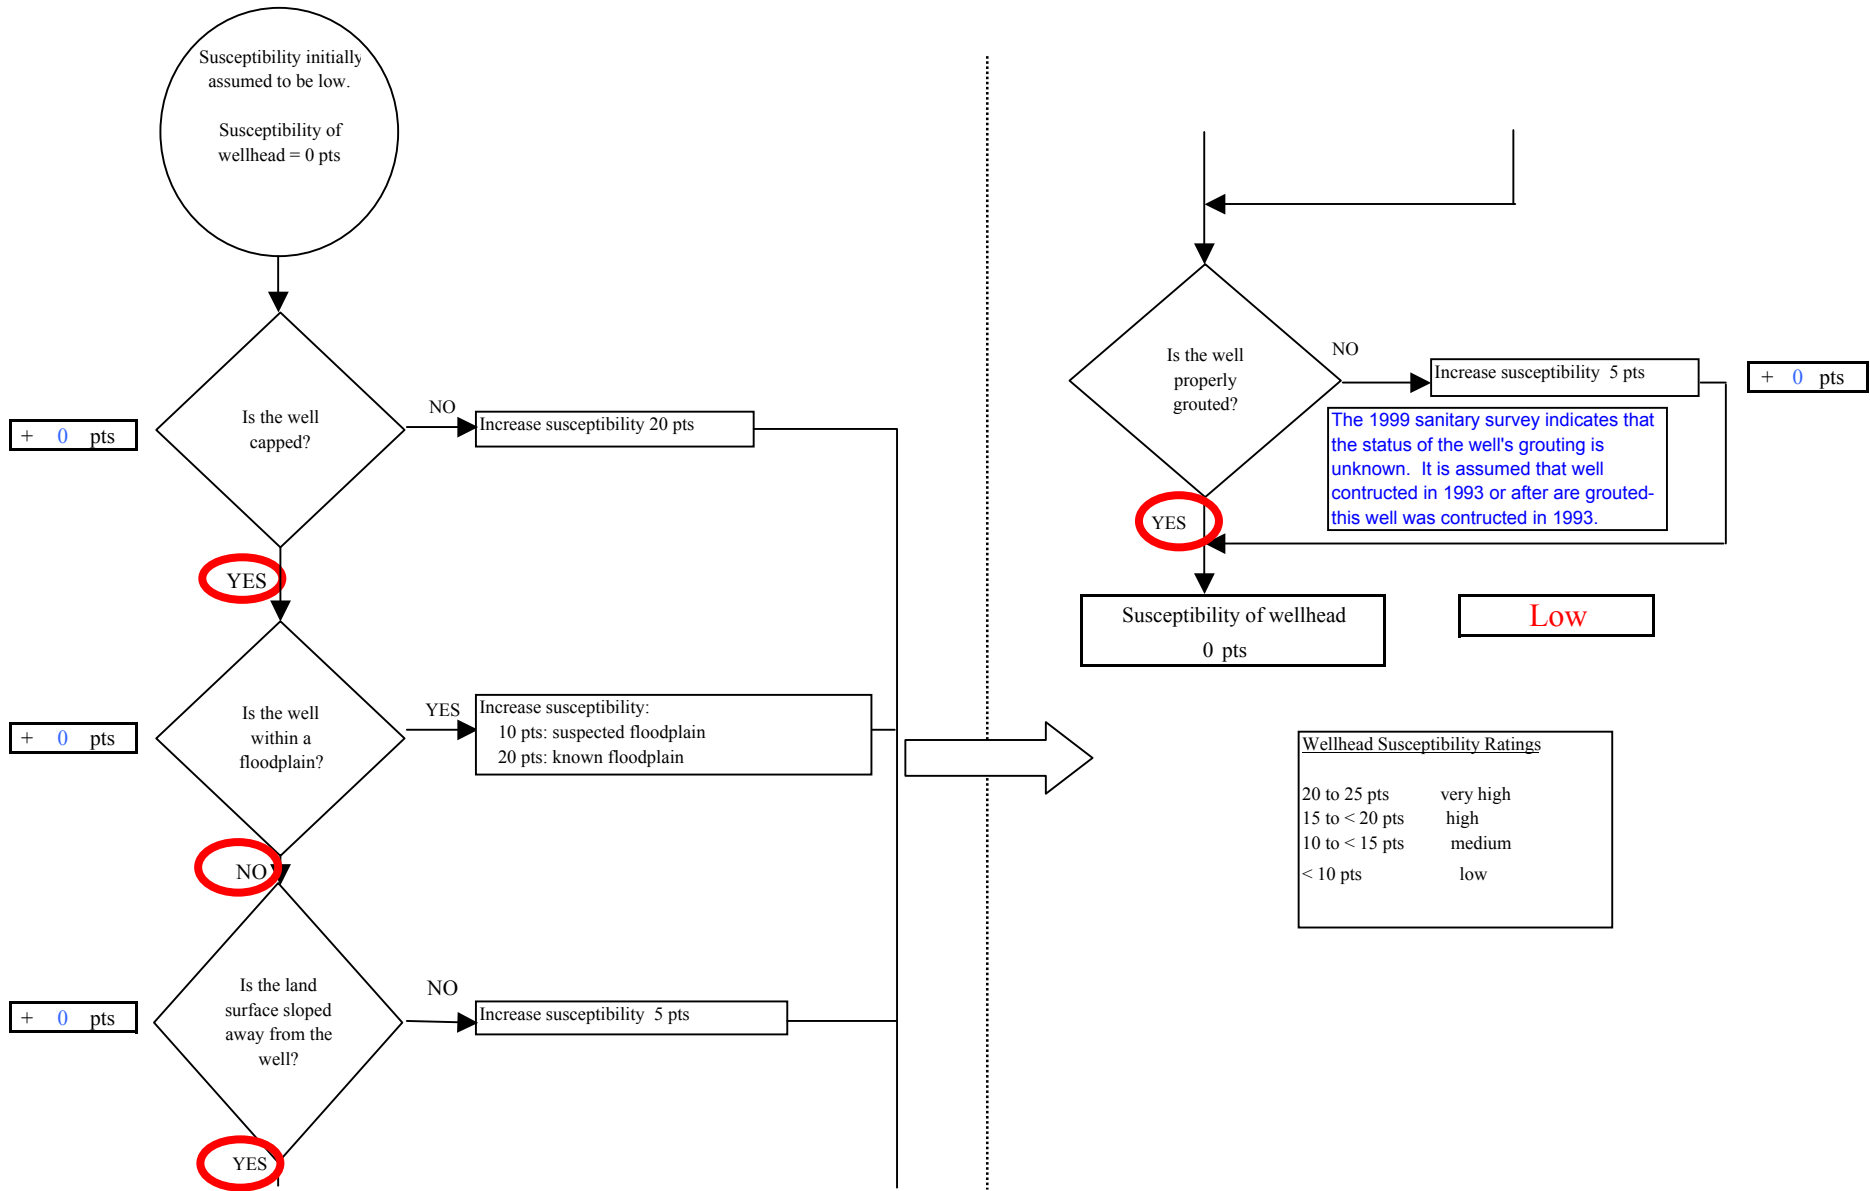 Susceptibility initially
assumed to be low.
Susceptibility of
wellhead = 0 pts
Is the well
capped?
+ 0 pts
NO
Increase susceptibility 20 pts
YES
Is the well
within a
floodplain?
+ 0 pts
YES
Increase susceptibility:
10 pts: suspected floodplain
20 pts: known floodplain
NO
Is the land
surface sloped
away from the
well?
+ 0 pts
NO
Increase susceptibility 5 pts
YES
Is the well
properly
grouted?
NO
Increase susceptibility 5 pts
+ 0 pts
The 1999 sanitary survey indicates that
the status of the well's grouting is
unknown. It is assumed that well
contructed in 1993 or after are grouted-
this well was contructed in 1993.
YES
Susceptibility of wellhead
0 pts
Low
Wellhead Susceptibility Ratings
20 to 25 pts very high
15 to < 20 pts high
10 to < 15 pts medium
< 10 pts low